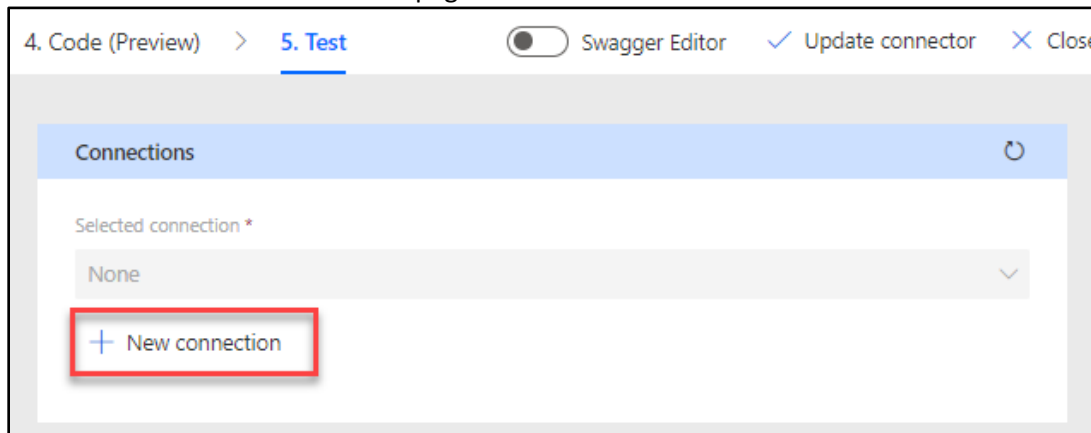 4. Code (Preview) > 5. Test Swagger Editor Update connector Close
Connections
Selected connection *
None
New connection